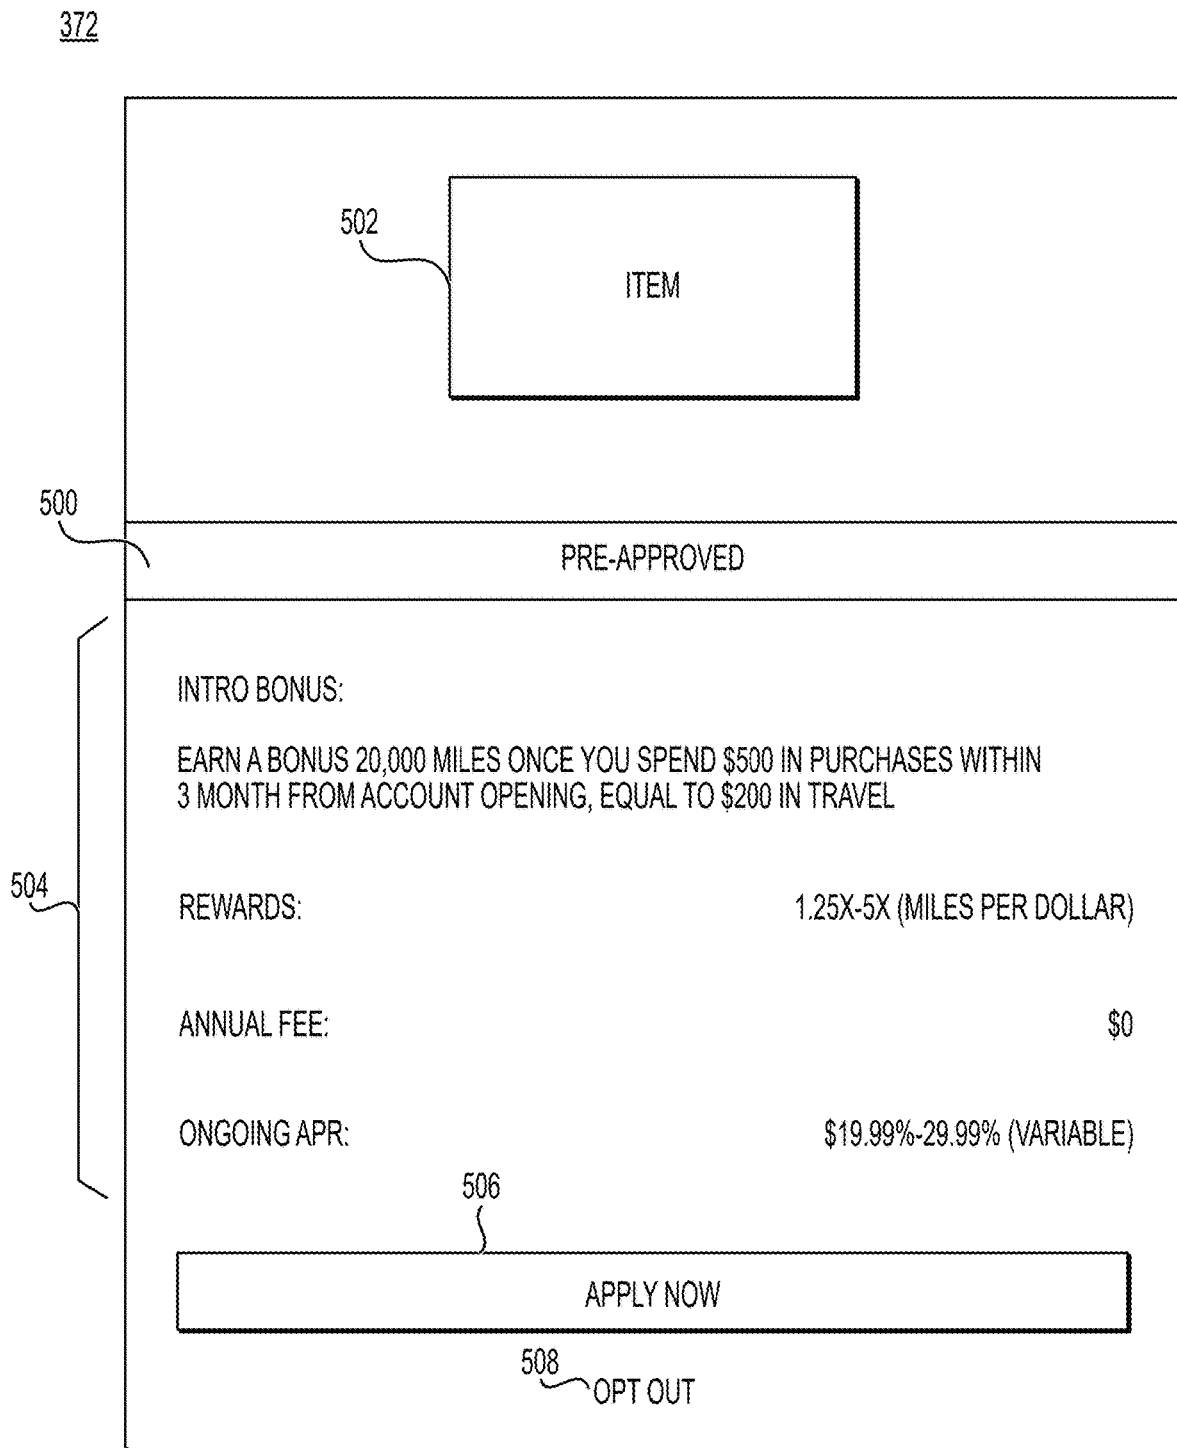 372
502
ITEM
500
PRE-APPROVED
INTRO BONUS:
EARN A BONUS 20,000 MILES ONCE YOU SPEND $500 IN PURCHASES WITHIN
3 MONTH FROM ACCOUNT OPENING, EQUAL TO $200 IN TRAVEL
504
REWARDS: 1.25X-5X (MILES PER DOLLAR)
ANNUAL FEE: $0
ONGOING APR: $19.99%-29.99% (VARIABLE)
506
APPLY NOW
508
OPT OUT